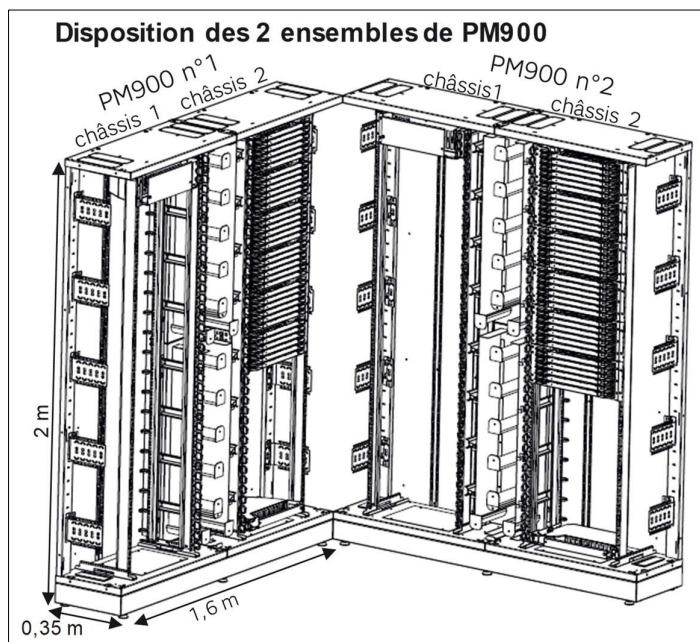 Disposition des 2 ensembles de PM900
PM900 n°1
châssis 1
châssis 2
PM900 n°2
châssis1
châssis 2
2 m
0,35 m
1,6 m